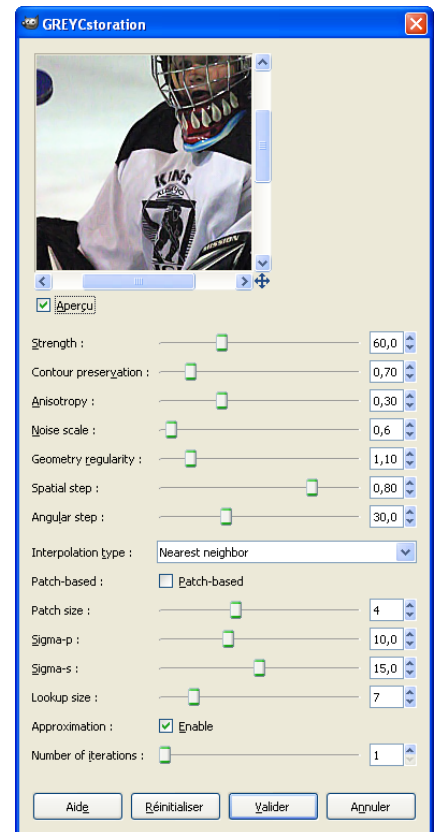 GREYCstoration
KINGS
MISSION
Aperçu
Strength : 60,0
Contour preservation : 0,70
Anisotropy : 0,30
Noise scale : 0,6
Geometry regularity : 1,10
Spatial step : 0,80
Angular step : 30,0
Interpolation type : Nearest neighbor
Patch-based : Patch-based
Patch size : 4
Sigma-p : 10,0
Sigma-s : 15,0
Lookup size : 7
Approximation : Enable
Number of iterations : 1
Aide Réinitialiser Valider Annuler